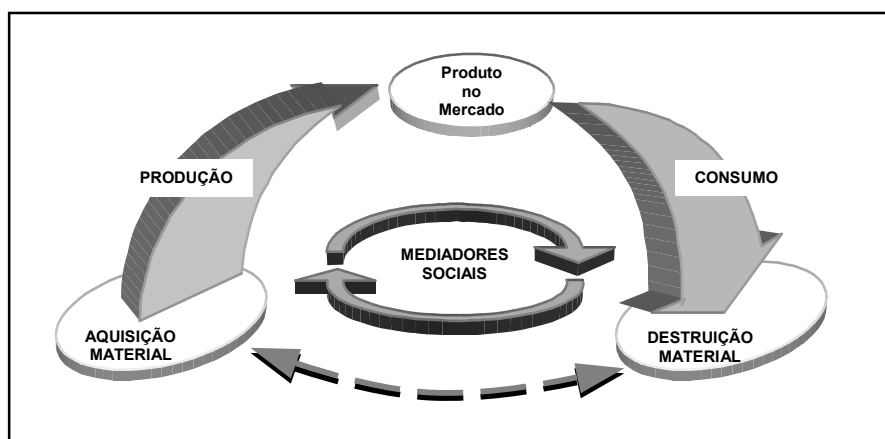 Produto
no
Mercado
PRODUÇÃO
CONSUMO
MEDIADORES
SOCIAIS
AQUISIÇÃO
MATERIAL
DESTRUIÇÃO
MATERIAL